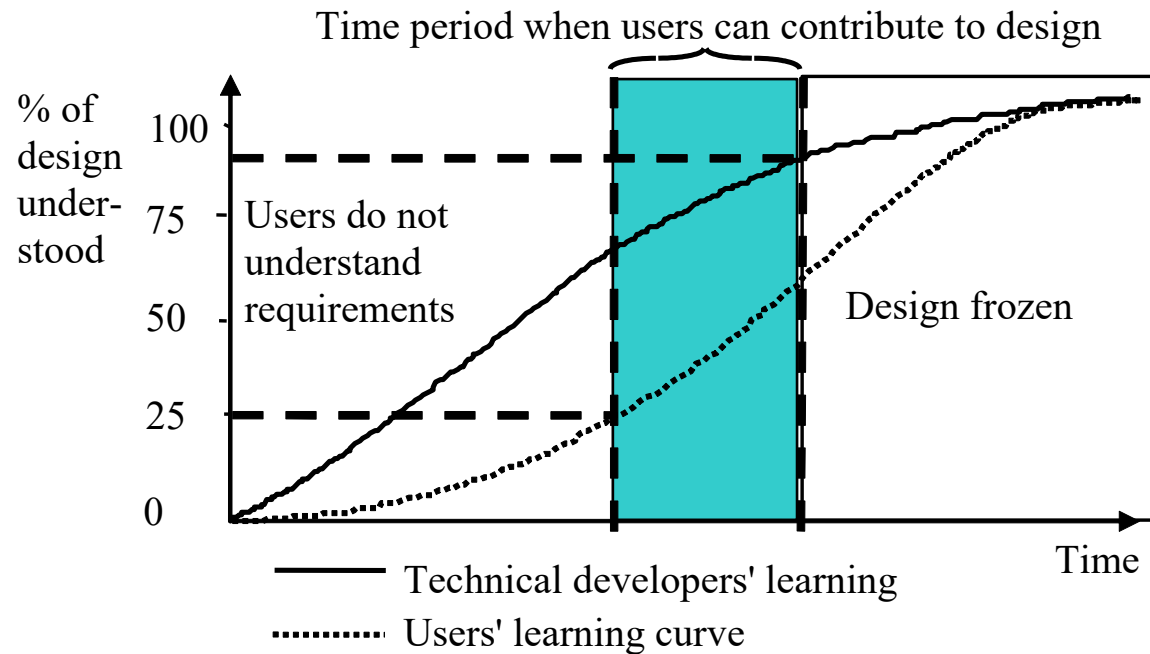 Time period when users can contribute to design
% of
design
under-
stood
100
75
50
25
0
Users do not
understand
requirements
Design frozen
Time
Technical developers' learning
Users' learning curve